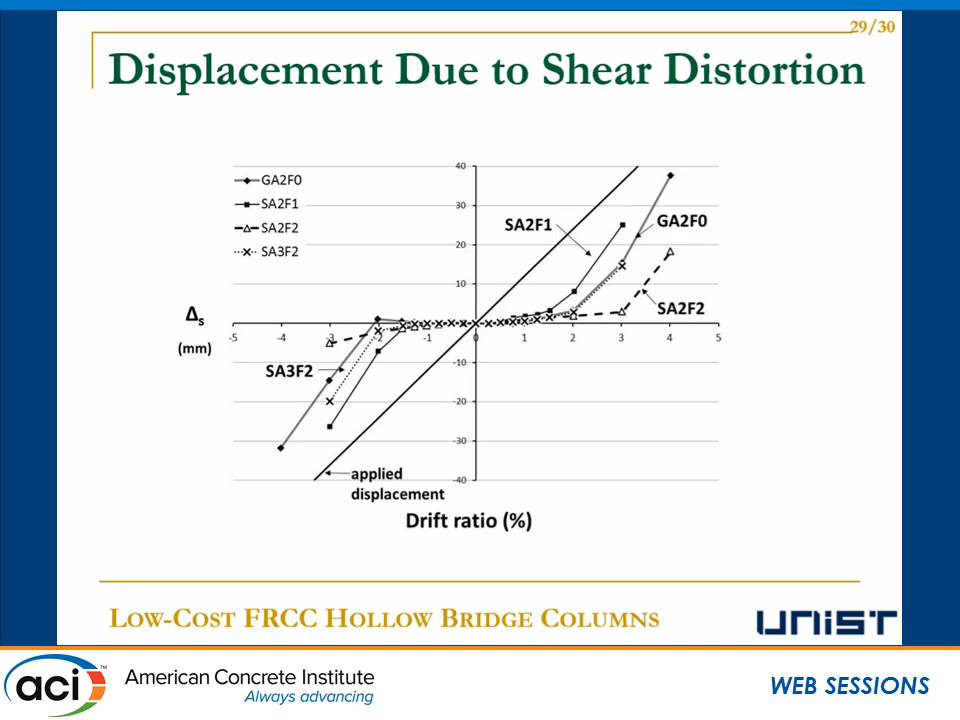 29/30
Displacement Due to Shear Distortion
GA2F0
SA2F1
SA2F2
SA3F2
40
30
20
10
-10
-20
-30
-40
-5 -4 -3 -2 -1 0 1 2 3 4 5
SA2F1
GA2F0
SA2F2
SA3F2
Δs
(mm)
applied
displacement
Drift ratio (%)
LOW-COST FRCC HOLLOW BRIDGE COLUMNS
UNIST
aci™
American Concrete Institute
Always advancing
WEB SESSIONS